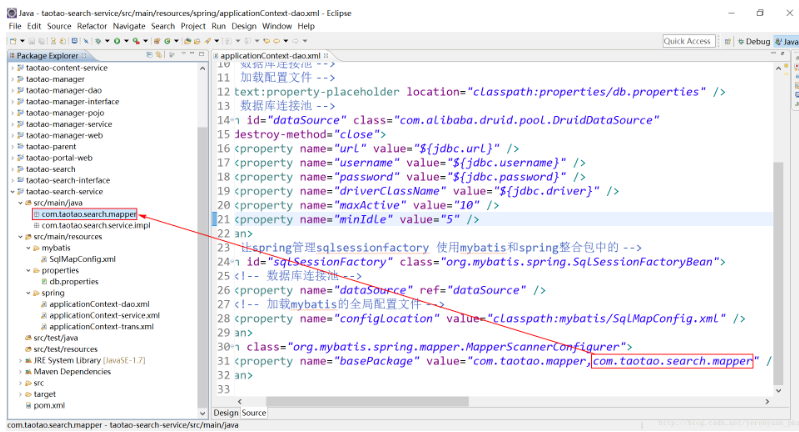 Java - taotao-search-service/src/main/resources/spring/applicationContext-dao.xml - Eclipse
File Edit Source Refactor Navigate Search Project Run Design Window Help
Quick Access
Debug
Java
Package Explorer
taotao-content-service
taotao-manager
taotao-manager-dao
taotao-manager-interface
taotao-manager-pojo
taotao-manager-service
taotao-manager-web
taotao-parent
taotao-portal-web
taotao-search
taotao-search-interface
taotao-search-service
src/main/java
com.taotao.search.mapper
com.taotao.search.service.impl
src/main/resources
mybatis
SqlMapConfig.xml
properties
db.properties
spring
applicationContext-dao.xml
applicationContext-service.xml
applicationContext-trans.xml
src/test/java
src/test/resources
JRE System Library [JavaSE-1.7]
Maven Dependencies
src
target
pom.xml
applicationContext-dao.xml
10 数据库连接池 -->
11 加载配置文件 -->
12 text:property-placeholder location="classpath:properties/db.properties" />
13 数据库连接池 -->
14 n id="dataSource" class="com.alibaba.druid.pool.DruidDataSource"
15 destroy-method="close">
16 <property name="url" value="${jdbc.url}" />
17 <property name="username" value="${jdbc.username}" />
18 <property name="password" value="${jdbc.password}" />
19 <property name="driverClassName" value="${jdbc.driver}" />
20 <property name="maxActive" value="10" />
21 <property name="minIdle" value="5" />
22 an>
23 让spring管理sqlsessionfactory 使用mybatis和spring整合包中的 -->
24 n id="sqlSessionFactory" class="org.mybatis.spring.SqlSessionFactoryBean">
25 <!-- 数据库连接池 -->
26 <property name="dataSource" ref="dataSource" />
27 <!-- 加载mybatis的全局配置文件 -->
28 <property name="configLocation" value="classpath:mybatis/SqlMapConfig.xml" />
29 an>
30 n class="org.mybatis.spring.mapper.MapperScannerConfigurer">
31 <property name="basePackage" value="com.taotao.mapper,com.taotao.search.mapper" /
32 an>
33
Design Source
com.taotao.search.mapper - taotao-search-service/src/main/java